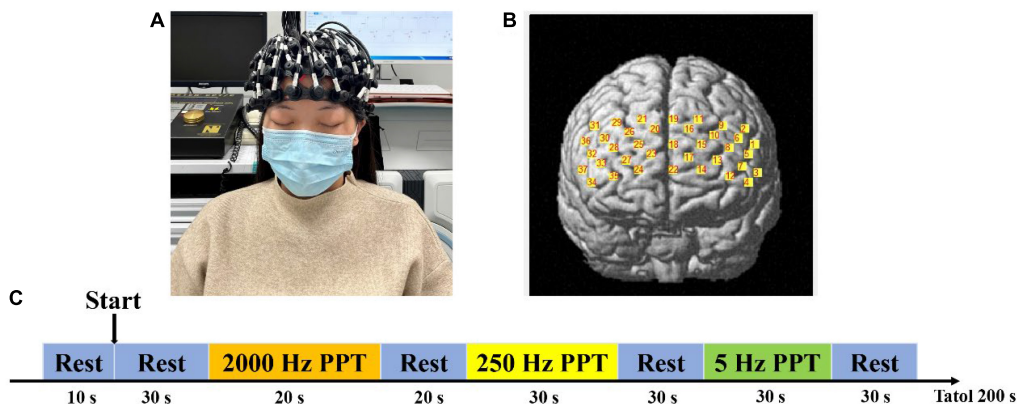 A
B
21 19 11
31 9 2
26 20 16 10 6
36 30 18 15 1
28 8
32 23 17 5
33 27 13 7
37 24 22 14 3
35 12
34 4
C
Start
Rest Rest 2000 Hz PPT Rest 250 Hz PPT Rest 5 Hz PPT Rest
10 s 30 s 20 s 20 s 30 s 30 s 30 s 30 s Tatol 200 s